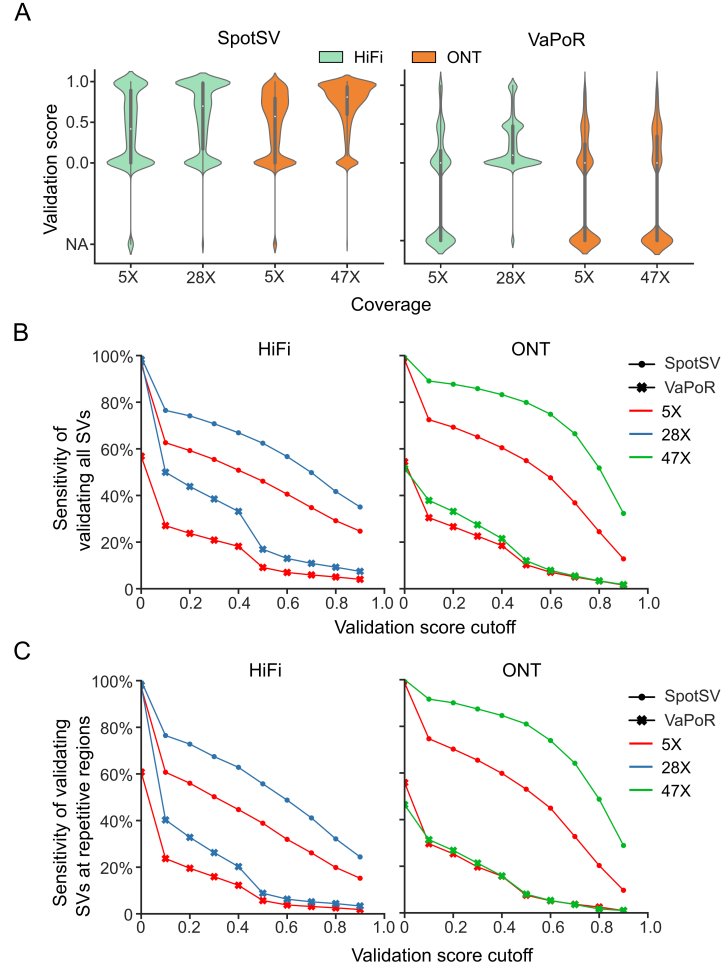 A
SpotSV VaPoR
HiFi ONT
Validation score
1.0
0.5
0.0
NA
5X 28X 5X 47X 5X 28X 5X 47X
Coverage
B
HiFi ONT
Sensitivity of
validating all SVs
100%
80%
60%
40%
20%
0
0 0.2 0.4 0.6 0.8 1.0 0 0.2 0.4 0.6 0.8 1.0
Validation score cutoff
SpotSV
VaPoR
5X
28X
47X
C
HiFi ONT
Sensitivity of validating
SVs at repetitive regions
100%
80%
60%
40%
20%
0
0 0.2 0.4 0.6 0.8 1.0 0 0.2 0.4 0.6 0.8 1.0
Validation score cutoff
SpotSV
VaPoR
5X
28X
47X